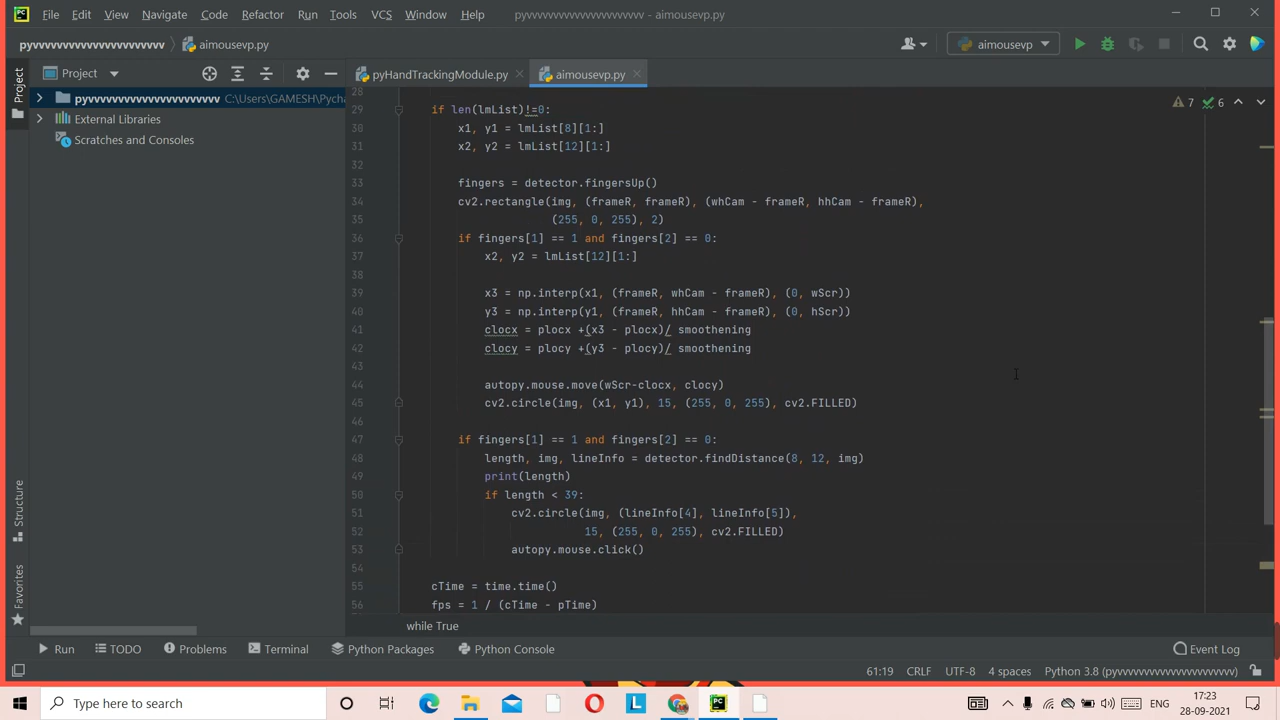 PC File Edit View Navigate Code Refactor Run Tools VCS Window Help pyvvvvvvvvvvvvvvvvvvvvv - aimousevp.py
pyvvvvvvvvvvvvvvvvvvvvv aimousevp.py aimousevp
Project pyHandTrackingModule.py aimousevp.py
Project
pyvvvvvvvvvvvvvvvvvvvvv C:\Users\GAMESH\Pycha
External Libraries
Scratches and Consoles
7 6
28
29 if len(lmList)!=0:
30 x1, y1 = lmList[8][1:]
31 x2, y2 = lmList[12][1:]
32
33 fingers = detector.fingersUp()
34 cv2.rectangle(img, (frameR, frameR), (whCam - frameR, hhCam - frameR),
35 (255, 0, 255), 2)
36 if fingers[1] == 1 and fingers[2] == 0:
37 x2, y2 = lmList[12][1:]
38
39 x3 = np.interp(x1, (frameR, whCam - frameR), (0, wScr))
40 y3 = np.interp(y1, (frameR, hhCam - frameR), (0, hScr))
41 clocx = plocx +(x3 - plocx)/ smoothening
42 clocy = plocy +(y3 - plocy)/ smoothening
43
44 autopy.mouse.move(wScr-clocx, clocy)
45 cv2.circle(img, (x1, y1), 15, (255, 0, 255), cv2.FILLED)
46
47 if fingers[1] == 1 and fingers[2] == 0:
48 length, img, lineInfo = detector.findDistance(8, 12, img)
49 print(length)
50 if length < 39:
51 cv2.circle(img, (lineInfo[4], lineInfo[5]),
52 15, (255, 0, 255), cv2.FILLED)
53 autopy.mouse.click()
54
55 cTime = time.time()
56 fps = 1 / (cTime - pTime)
while True
Structure
Favorites
Run TODO Problems Terminal Python Packages Python Console Event Log
61:19 CRLF UTF-8 4 spaces Python 3.8 (pyvvvvvvvvvvvvvvvvvvvvv)
Type here to search L PC ENG 17:23
28-09-2021